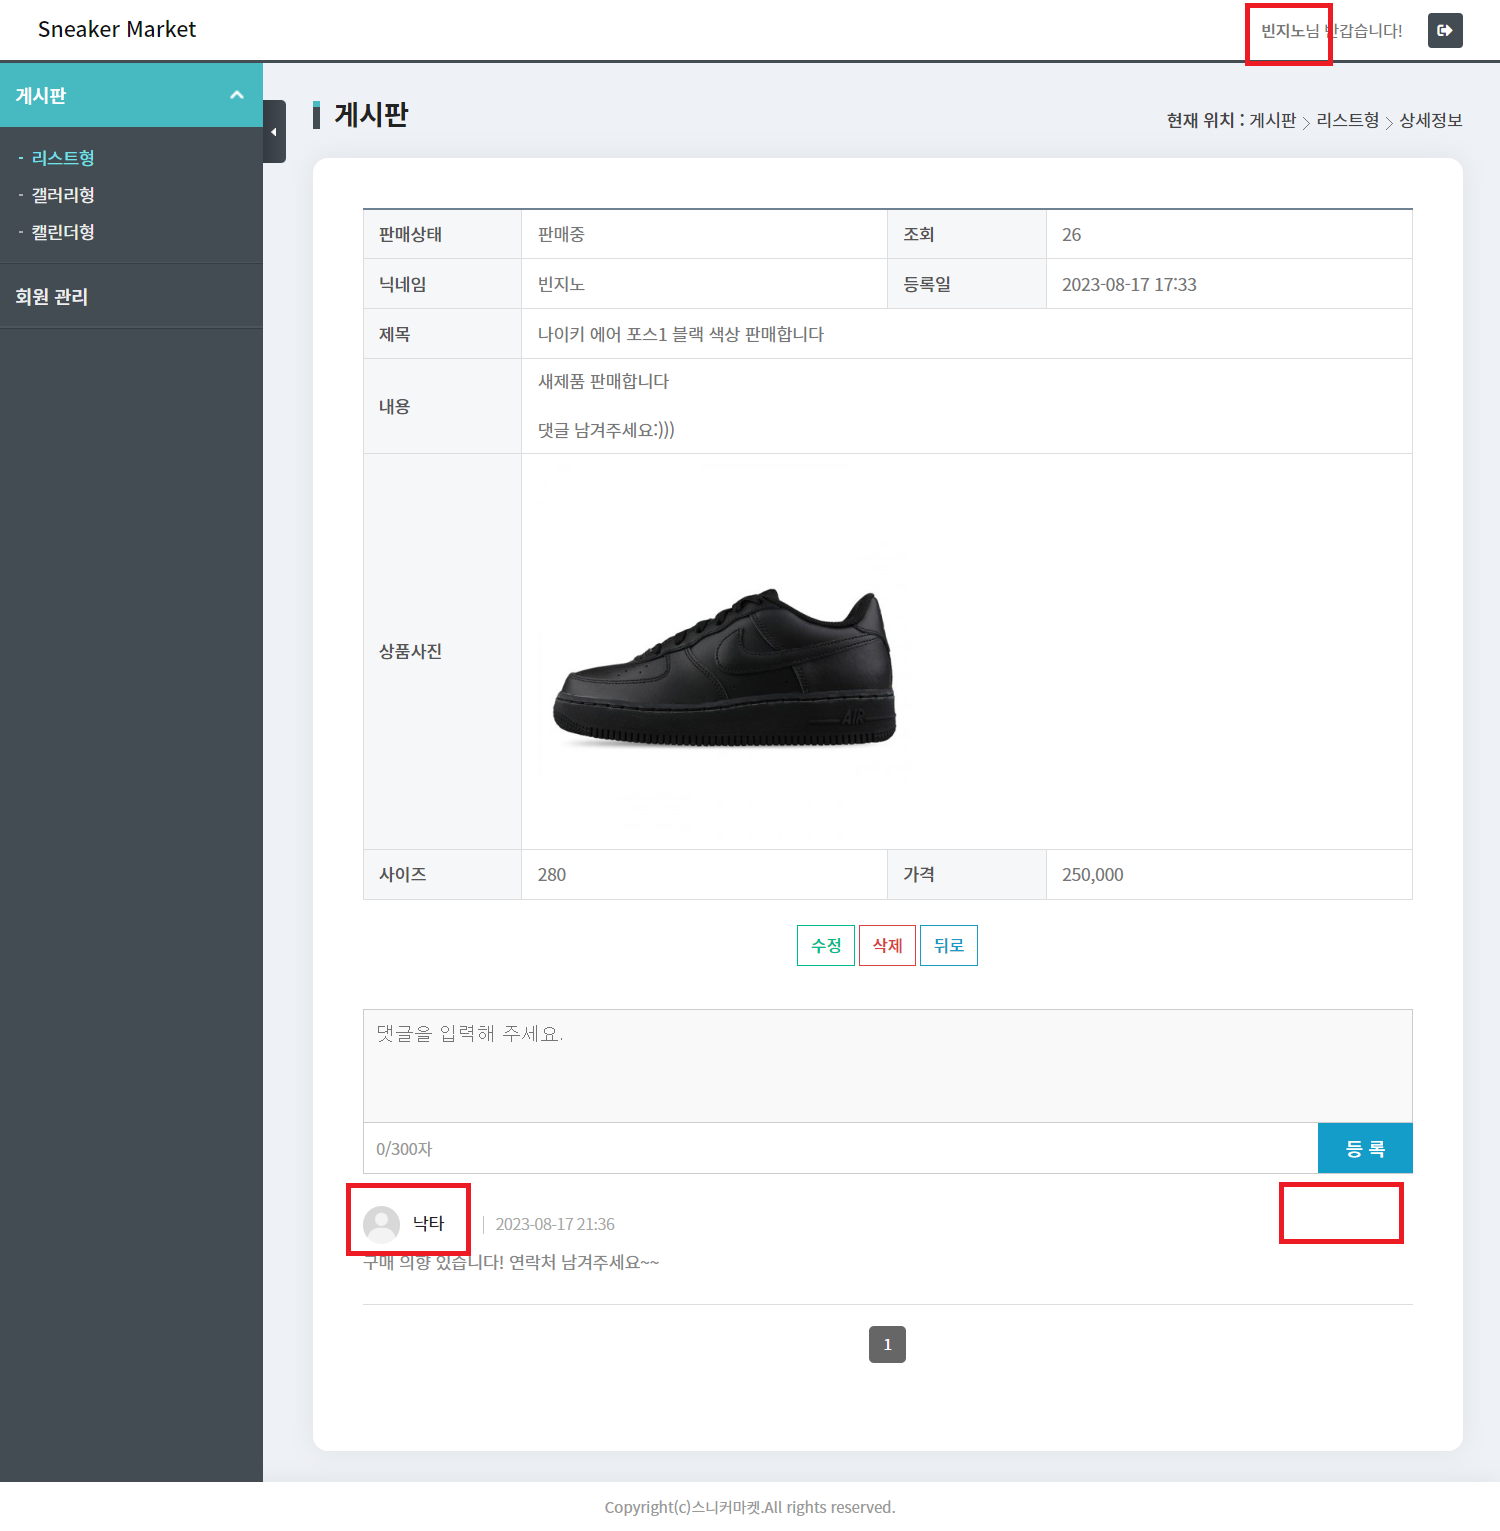 Sneaker Market
빈지노님 반갑습니다!
게시판
- 리스트형
- 갤러리형
- 캘린더형
회원 관리
게시판
현재 위치 : 게시판 > 리스트형 > 상세정보
판매상태 판매중 조회 26
닉네임 빈지노 등록일 2023-08-17 17:33
제목 나이키 에어 포스1 블랙 색상 판매합니다
내용
새제품 판매합니다
댓글 남겨주세요:)))
상품사진
AIR
사이즈 280 가격 250,000
수정 삭제 뒤로
댓글을 입력해 주세요.
0/300자 등 록
낙타 2023-08-17 21:36
구매 의향 있습니다! 연락처 남겨주세요~~
1
Copyright(c)스니커마켓.All rights reserved.